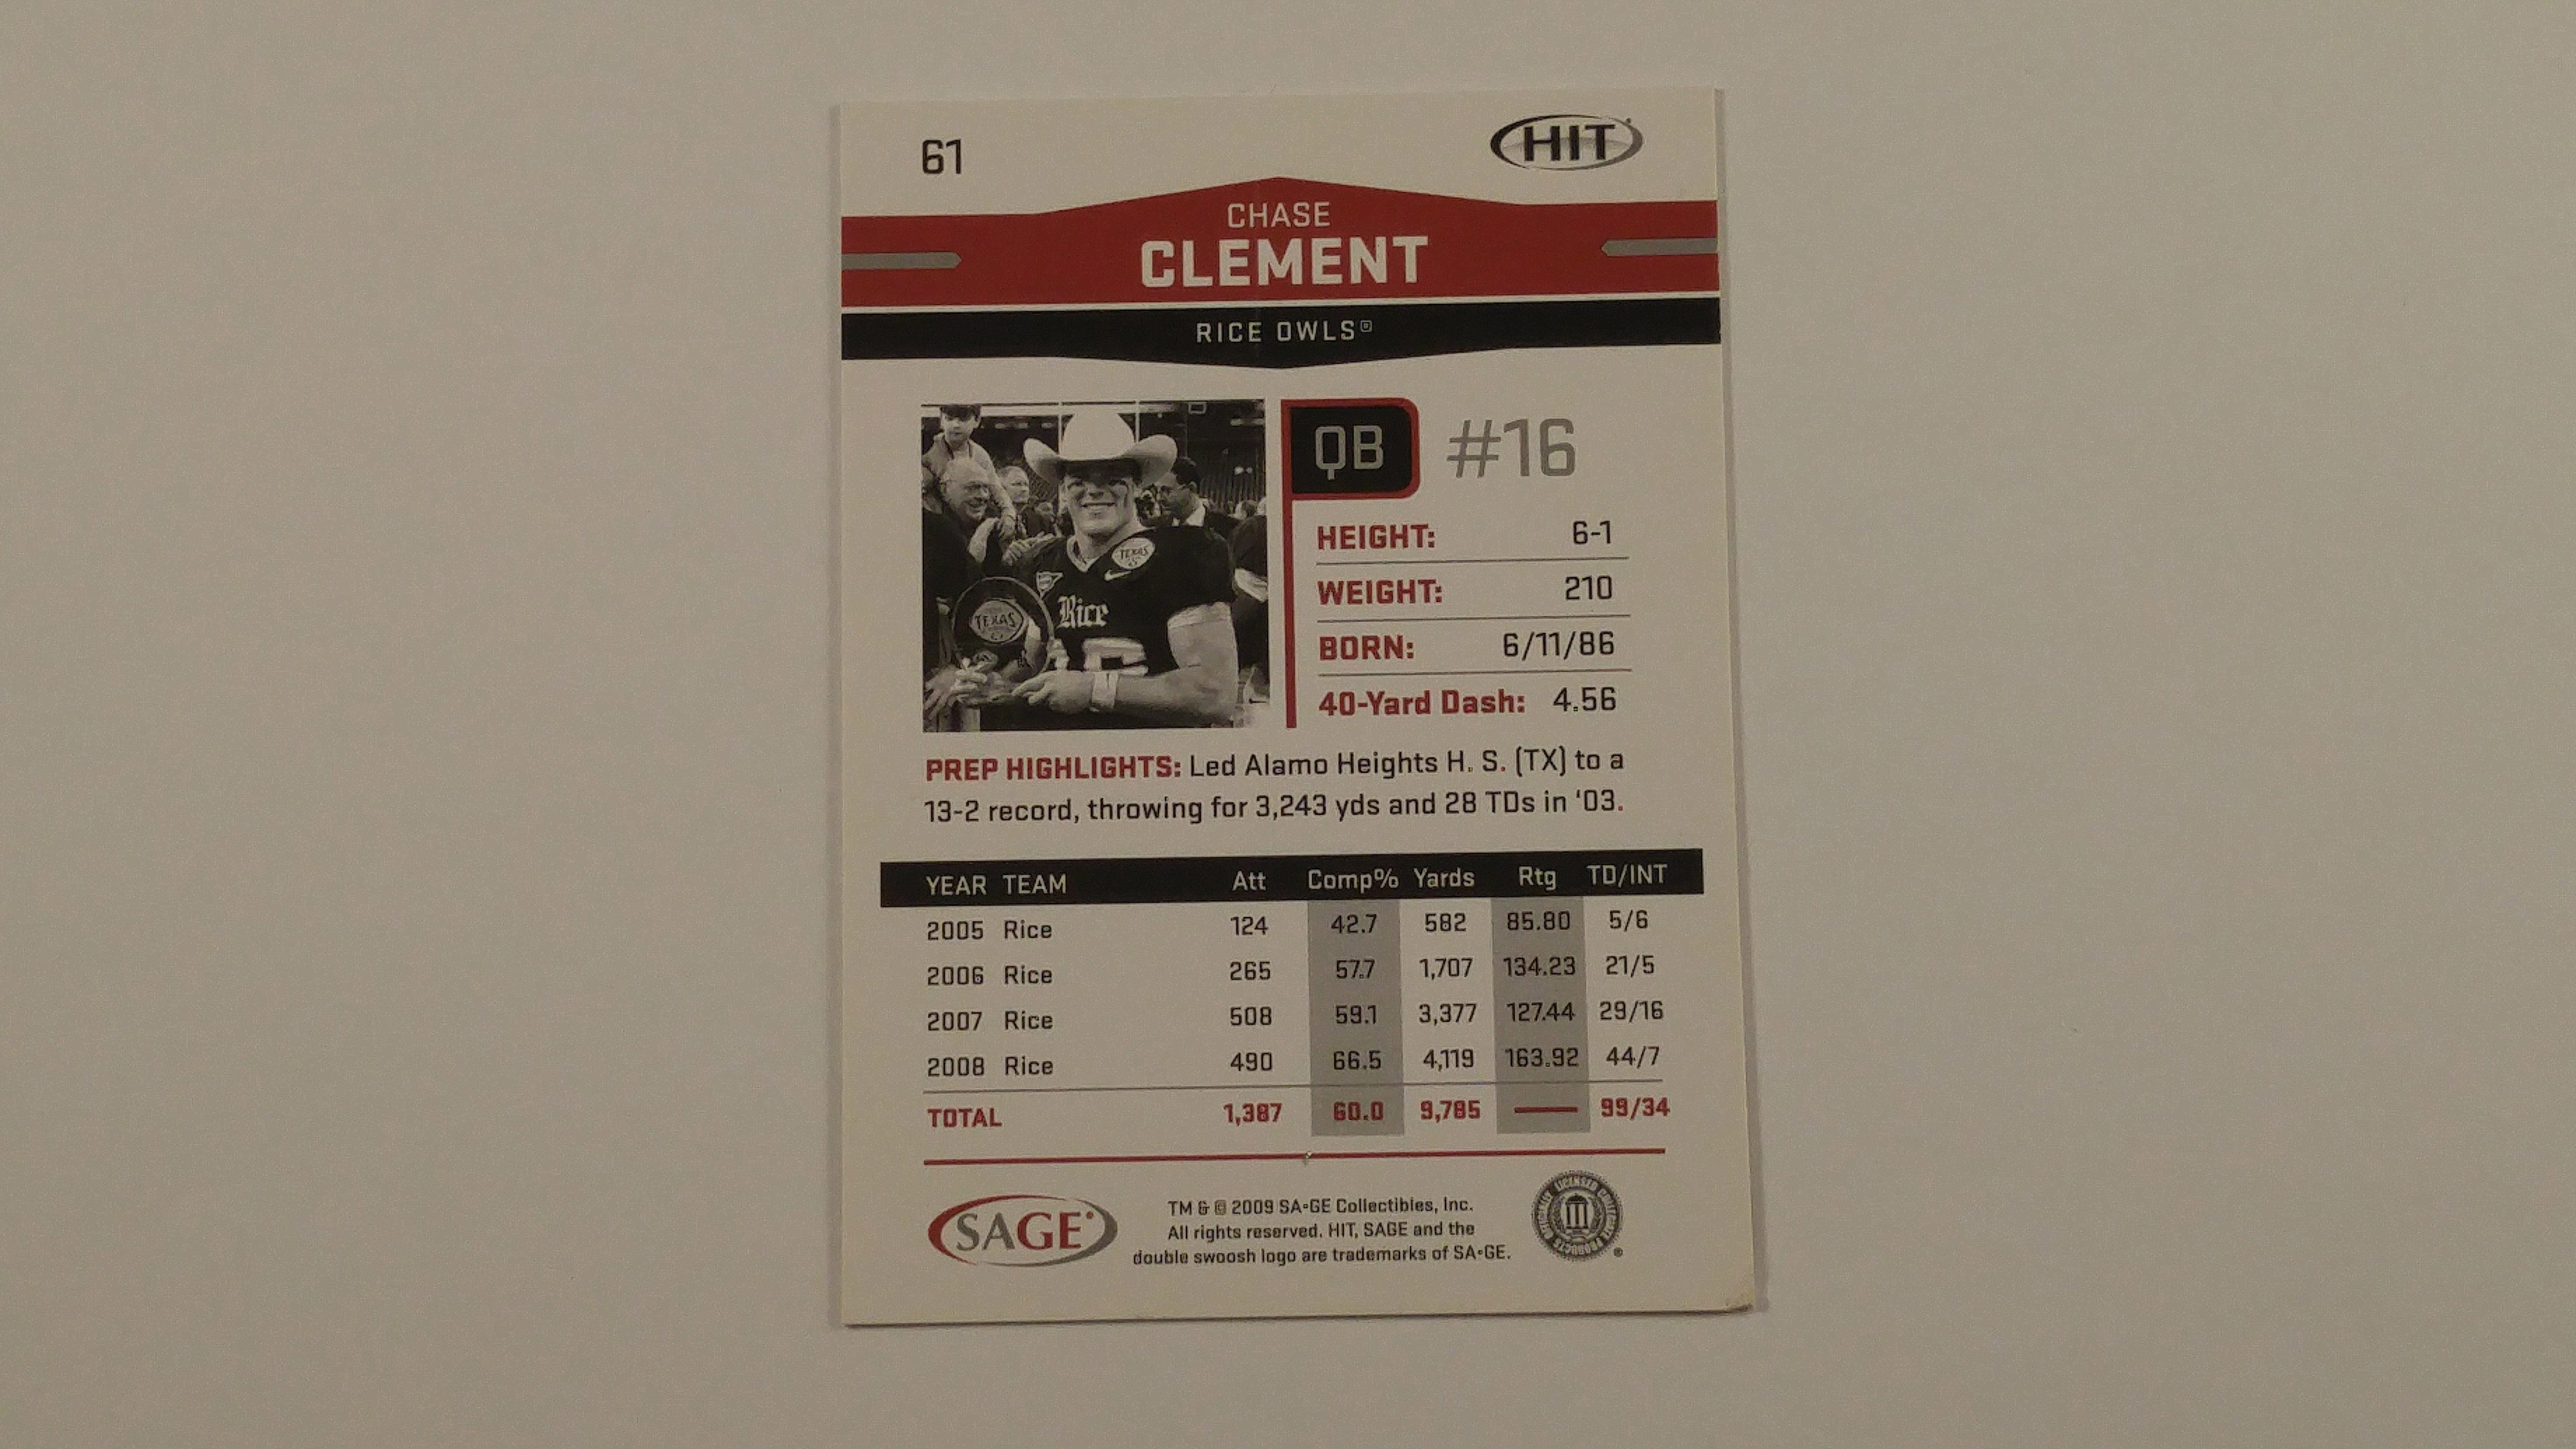 61
HIT
CHASE
CLEMENT
RICE OWLS®
QB #16
TEXAS
Rice
TEXAS
16
HEIGHT: 6-1
WEIGHT: 210
BORN: 6/11/86
40-Yard Dash: 4.56
PREP HIGHLIGHTS: Led Alamo Heights H. S. (TX) to a
13-2 record, throwing for 3,243 yds and 28 TDs in '03.
YEAR TEAM Att Comp% Yards Rtg TD/INT
2005 Rice 124 42.7 582 85.80 5/6
2006 Rice 265 57.7 1,707 134.23 21/5
2007 Rice 508 59.1 3,377 127.44 29/16
2008 Rice 490 66.5 4,119 163.92 44/7
TOTAL 1,387 60.0 9,785 — 99/34
SAGE
TM & © 2009 SA•GE Collectibles, Inc.
All rights reserved. HIT, SAGE and the
double swoosh logo are trademarks of SA•GE.
LICENSED
PRODUCTS
®